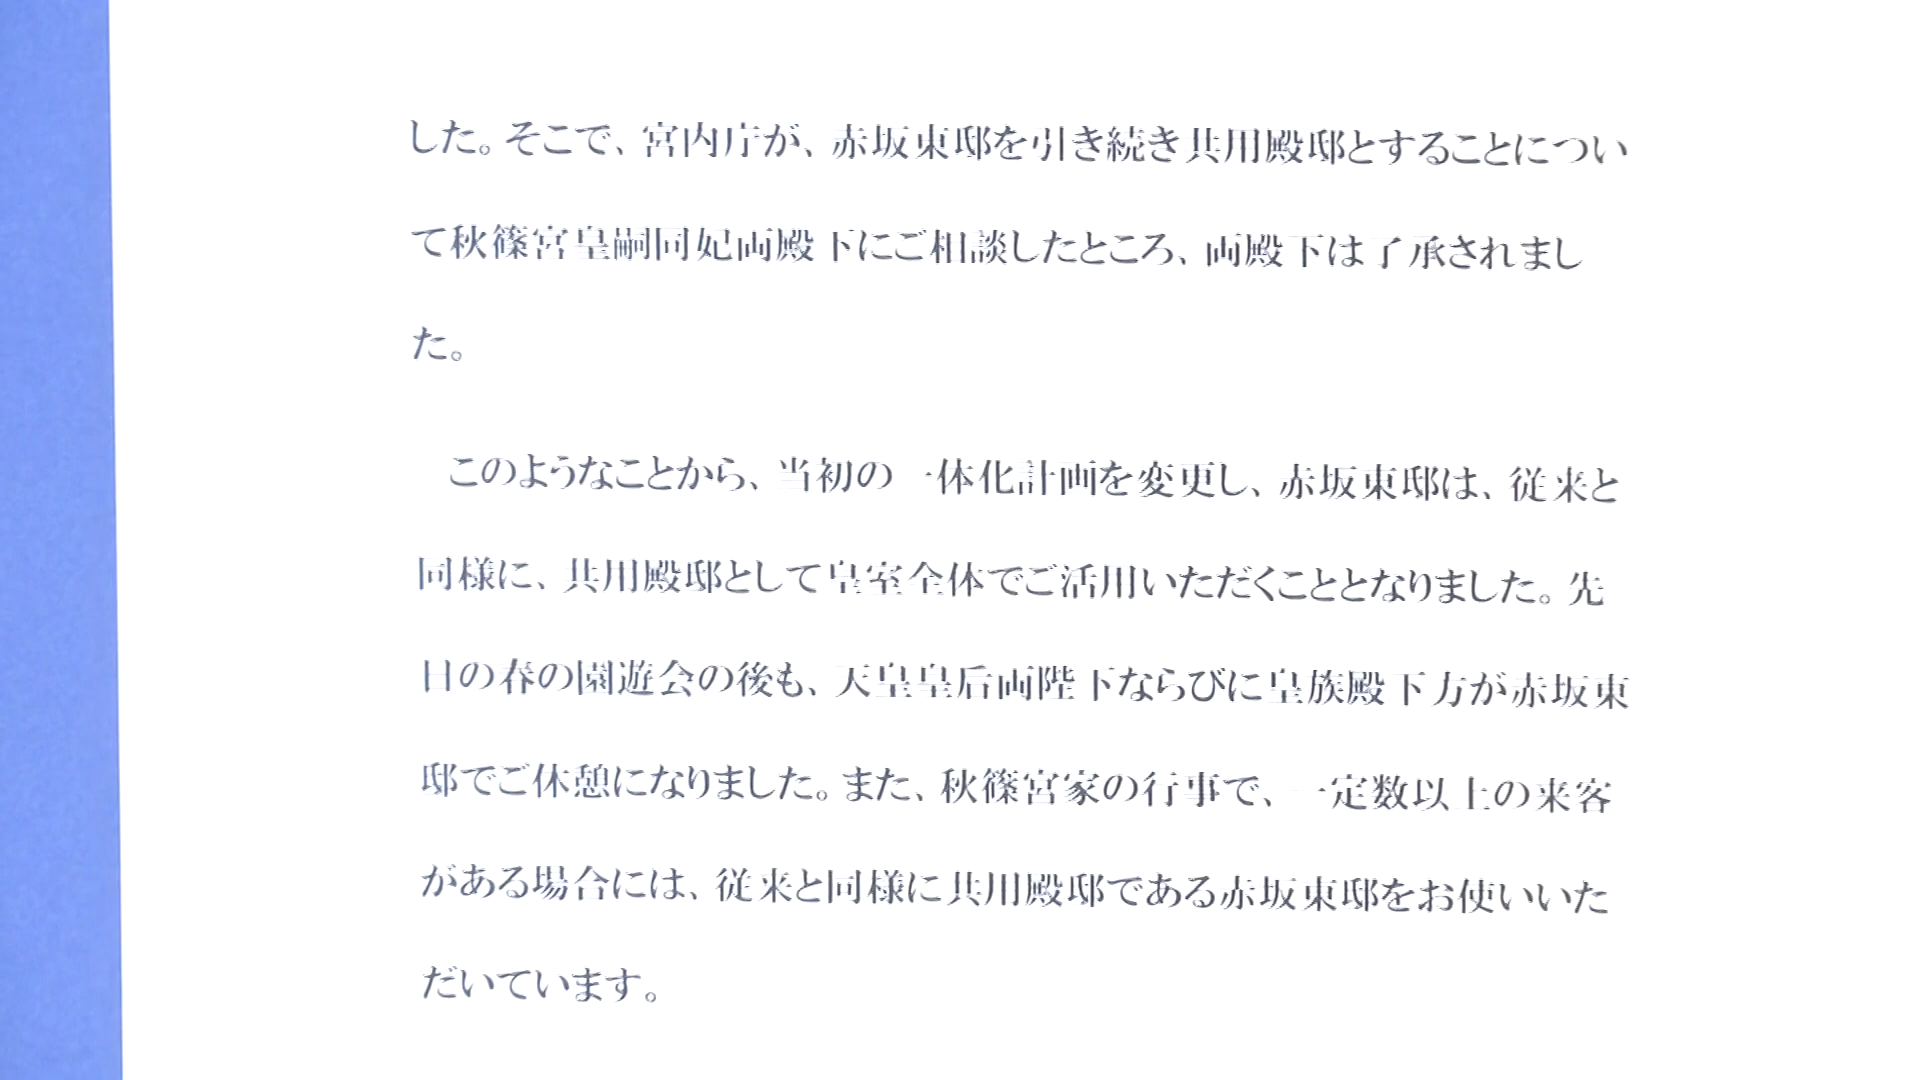 した。そこで、宮内庁が、赤坂東邸を引き続き共用殿邸とすることについ
て秋篠宮皇嗣同妃両殿下にご相談したところ、両殿下は了承されまし
た。
このようなことから、当初の一体化計画を変更し、赤坂東邸は、従来と
同様に、共用殿邸として皇室全体でご活用いただくこととなりました。先
日の春の園遊会の後も、天皇皇后両陛下ならびに皇族殿下方が赤坂東
邸でご休憩になりました。また、秋篠宮家の行事で、一定数以上の来客
がある場合には、従来と同様に共用殿邸である赤坂東邸をお使いいた
だいています。